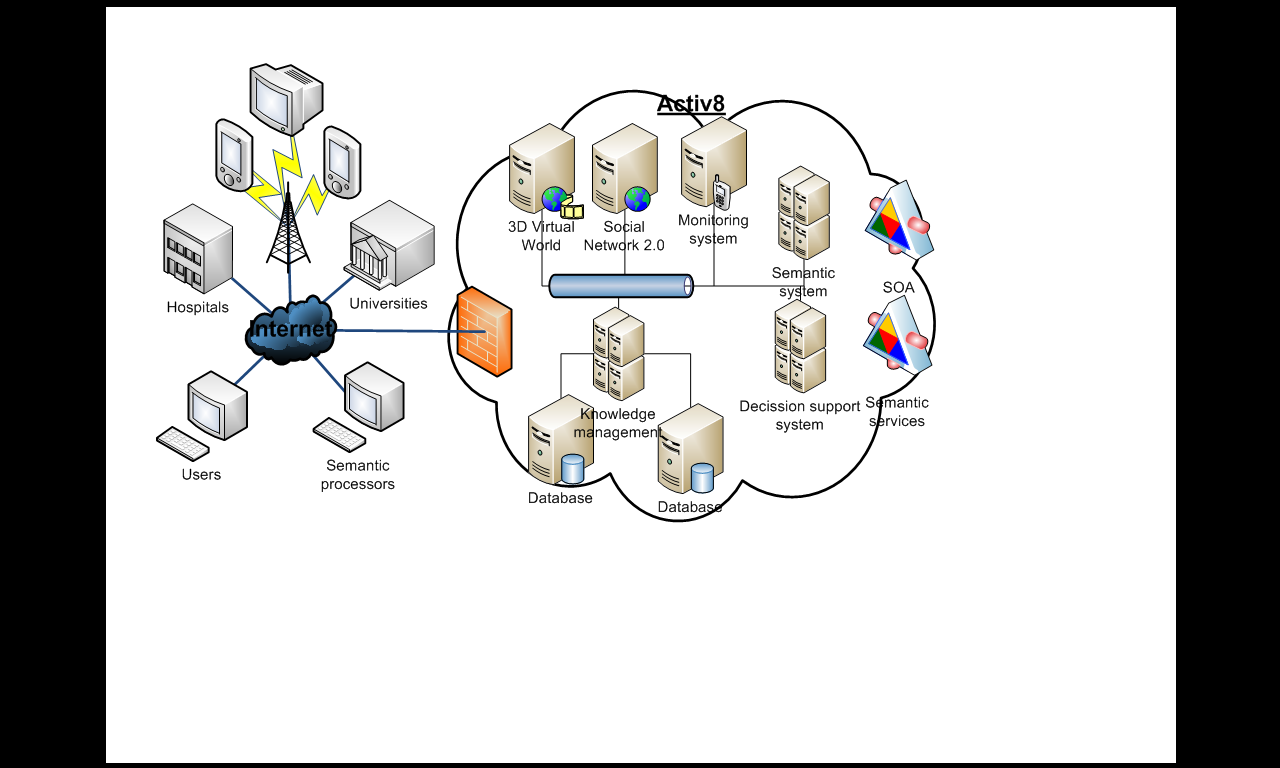 Activ8
3D Virtual
World
Social
Network 2.0
Monitoring
system
Semantic
system
SOA
Hospitals
Universities
Internet
Knowledge
management
Decission support
system
Semantic
services
Users
Semantic
processors
Database
Database